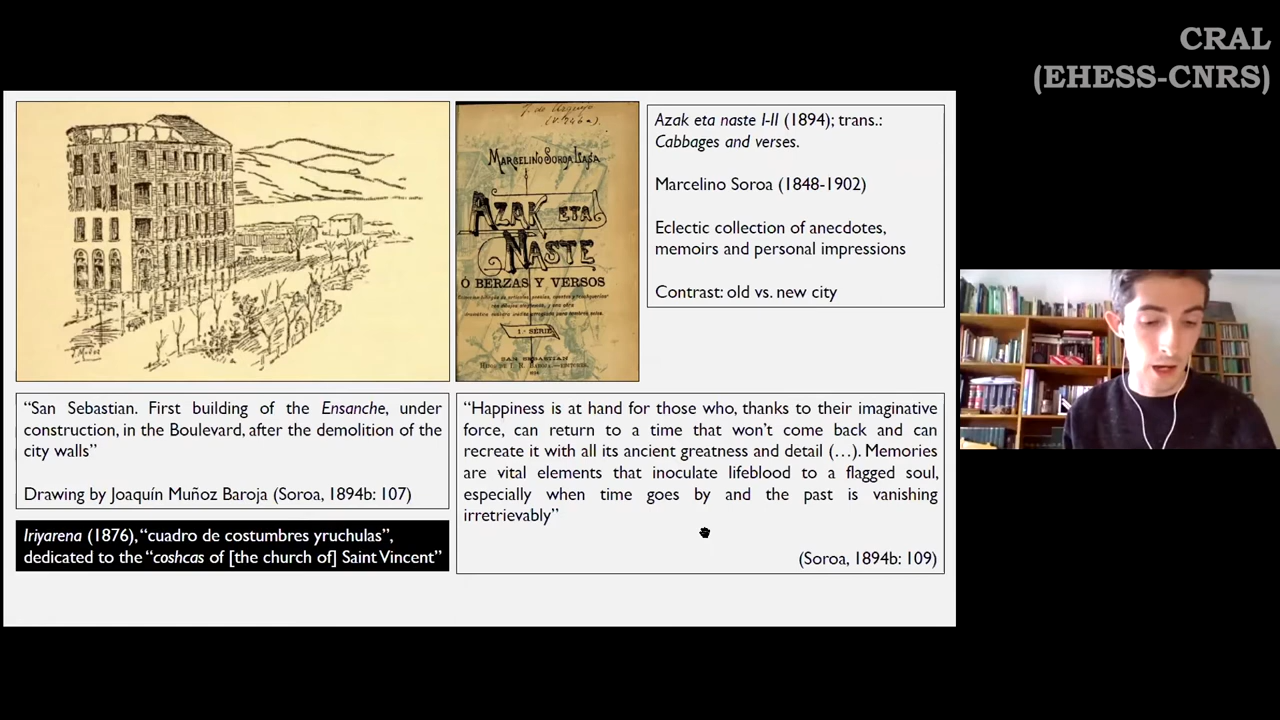 CRAL
(EHESS-CNRS)
J. de Urquijo
MARCELINO SOROA LASA
AZAK ETA
NASTE
Ó BERZAS Y VERSOS
1.ª SÉRIE
SAN SEBASTIAN
HIJOS DE I. R. BAROJA—EDITORES.
Azak eta naste I-II (1894); trans.:
Cabbages and verses.
Marcelino Soroa (1848-1902)
Eclectic collection of anecdotes,
memoirs and personal impressions
Contrast: old vs. new city
“San Sebastian. First building of the Ensanche, under
construction, in the Boulevard, after the demolition of the
city walls”
Drawing by Joaquín Muñoz Baroja (Soroa, 1894b: 107)
Iriyarena (1876), “cuadro de costumbres yruchulas”,
dedicated to the “coshcas of [the church of] Saint Vincent”
“Happiness is at hand for those who, thanks to their imaginative
force, can return to a time that won’t come back and can
recreate it with all its ancient greatness and detail (…). Memories
are vital elements that inoculate lifeblood to a flagged soul,
especially when time goes by and the past is vanishing
irretrievably”
(Soroa, 1894b: 109)